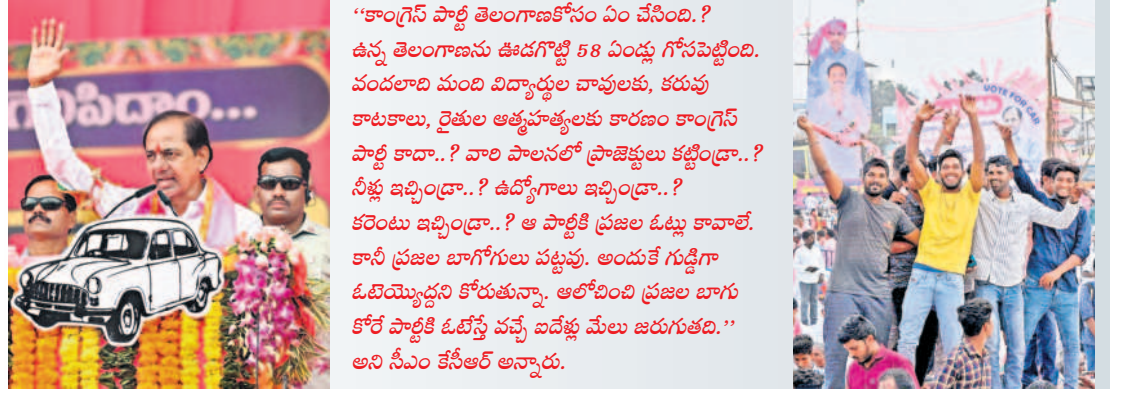 గెలిపిద్దాం...
“కాంగ్రెస్ పార్టీ తెలంగాణకోసం ఏం చేసింది.?
ఉన్న తెలంగాణను ఊడగొట్టి 58 ఏండ్లు గోసపెట్టింది.
వందలాది మంది విద్యార్థుల చావులకు, కరువు
కాటకాలు, రైతుల ఆత్మహత్యలకు కారణం కాంగ్రెస్
పార్టీ కాదా..? వారి పాలనలో ప్రాజెక్టులు కట్టిండ్రా..?
నీళ్లు ఇచ్చిండ్రా..? ఉద్యోగాలు ఇచ్చిండ్రా..?
కరెంటు ఇచ్చిండ్రా..? ఆ పార్టీకి ప్రజల ఓట్లు కావాలే.
కానీ ప్రజల బాగోగులు పట్టవు. అందుకే గుడ్డిగా
ఓటెయ్యొద్దని కోరుతున్నా. ఆలోచించి ప్రజల బాగు
కోరే పార్టీకి ఓటేస్తే వచ్చే ఐదేళ్లు మేలు జరుగుతది.”
అని సీఎం కేసీఆర్ అన్నారు.
VOTE FOR CAR